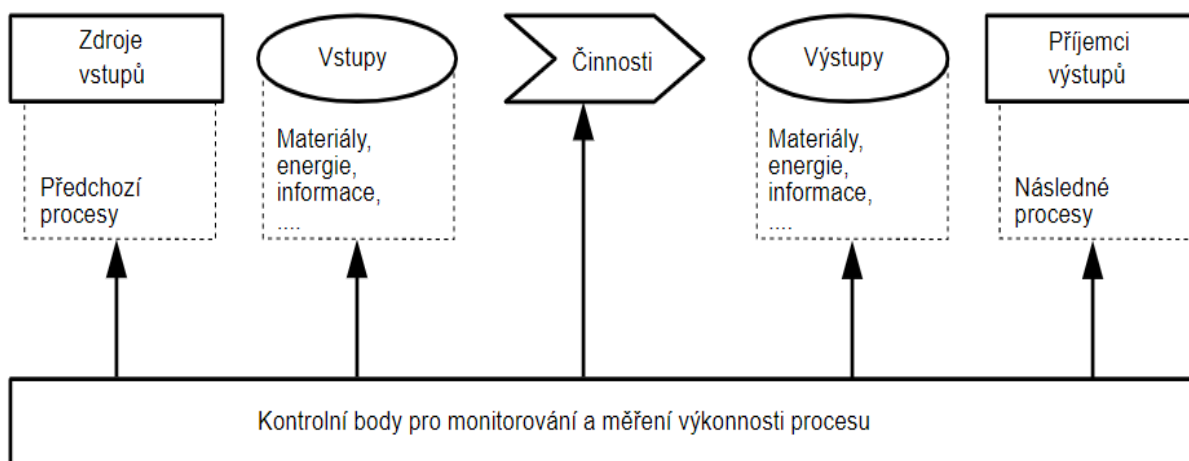 Zdroje
vstupů
Vstupy
Činnosti
Výstupy
Příjemci
výstupů
Předchozí
procesy
Materiály,
energie,
informace,
....
Materiály,
energie,
informace,
....
Následné
procesy
Kontrolní body pro monitorování a měření výkonnosti procesu